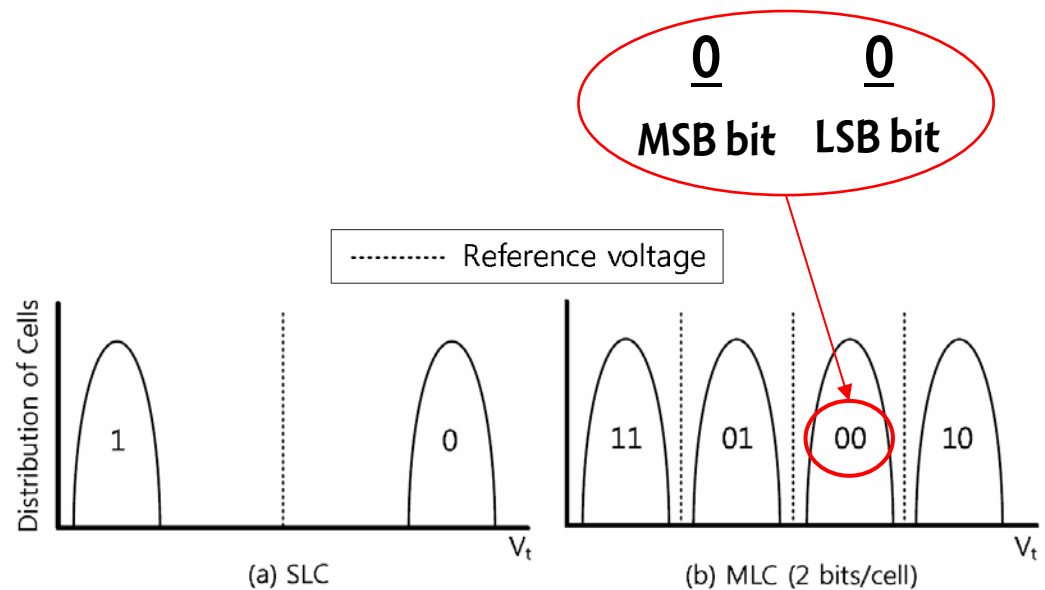 0 0
MSB bit LSB bit
Reference voltage
Distribution of Cells
1
0
11
01
00
10
Vt
Vt
(a) SLC
(b) MLC (2 bits/cell)